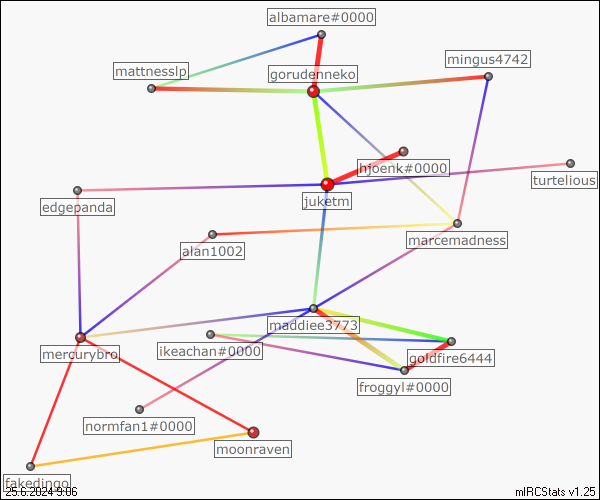 albamare#0000
mingus4742
mattnesslp
gorudenneko
hjoenk#0000
turtelious
juketm
edgepanda
marcemadness
alan1002
maddiee3773
ikeachan#0000
mercurybro
goldfire6444
froggyl#0000
normfan1#0000
moonraven
fakedingo
25.6.2024 9:06
mIRCStats v1.25